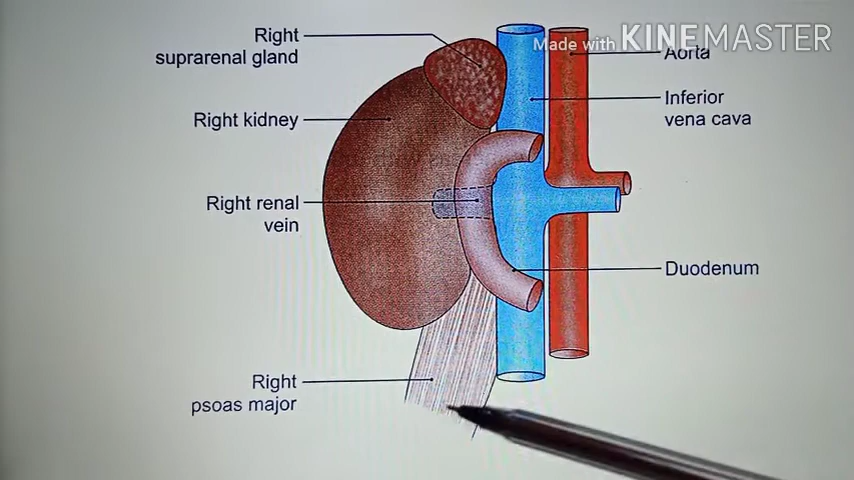 Right
suprarenal gland
Made with KINEMASTER
Aorta
Right kidney
Inferior
vena cava
Right renal
vein
Duodenum
Right
psoas major